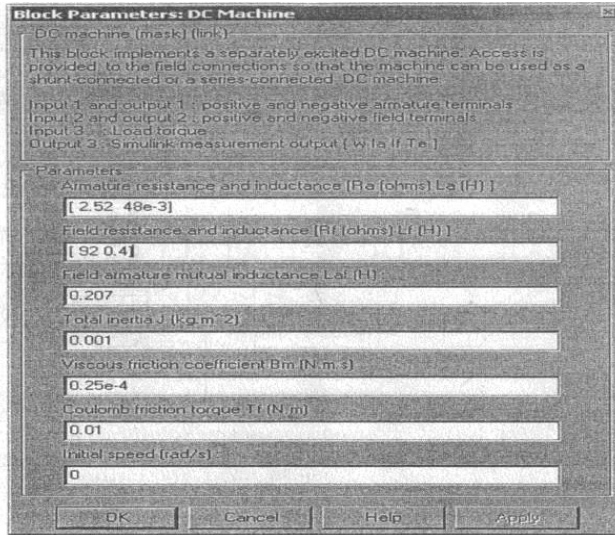 Block Parameters: DC Machine
DC machine (mask) (link)
This block implements a separately excited DC machine. Access is
provided to the field connections so that the machine can be used as a
shunt-connected or a series-connected DC machine
Input 1 and output 1 : positive and negative armature terminals
Input 2 and output 2 : positive and negative field terminals
Input 3 : Load torque
Output 3 : Simulink measurement output [ W Ia If Te ]
Parameters
Armature resistance and inductance [Ra (ohms) La (H) ]
[ 2.52 48e-3]
Field resistance and inductance [Rf (ohms) Lf (H) ]
[ 92 0.4]
Field armature mutual inductance Laf (H) :
0.207
Total inertia J (kg.m^2)
0.001
Viscous friction coefficient Bm (N.m.s)
0.25e-4
Coulomb friction torque Tf (N.m)
0.01
Initial speed (rad/s) :
0
OK
Cancel
Help
Apply